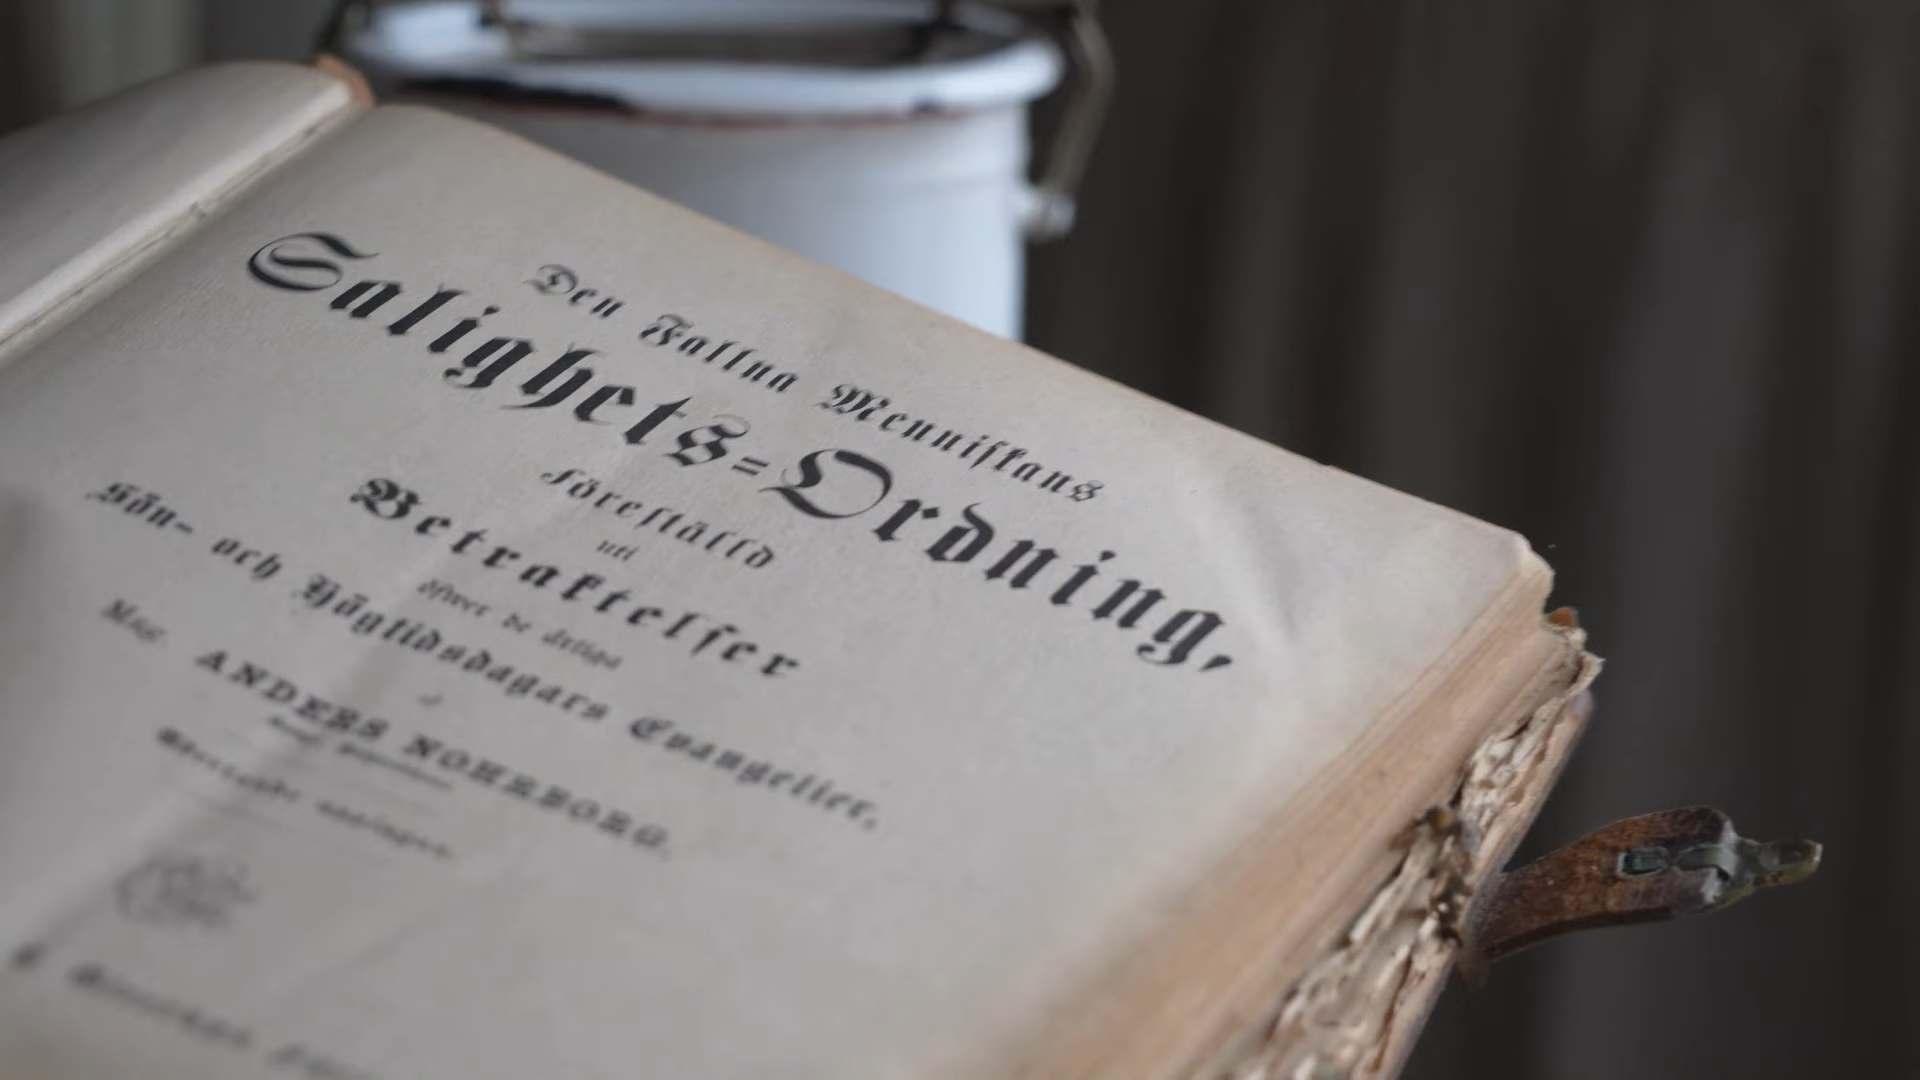 Den Fallna Menniskans
Salighets=Ordning,
Föreställd
uti
Betraktelser
öfwer de årliga
Sön- och Högtidsdagars Evangelier,
af
Mag. ANDERS NOHRBORG.